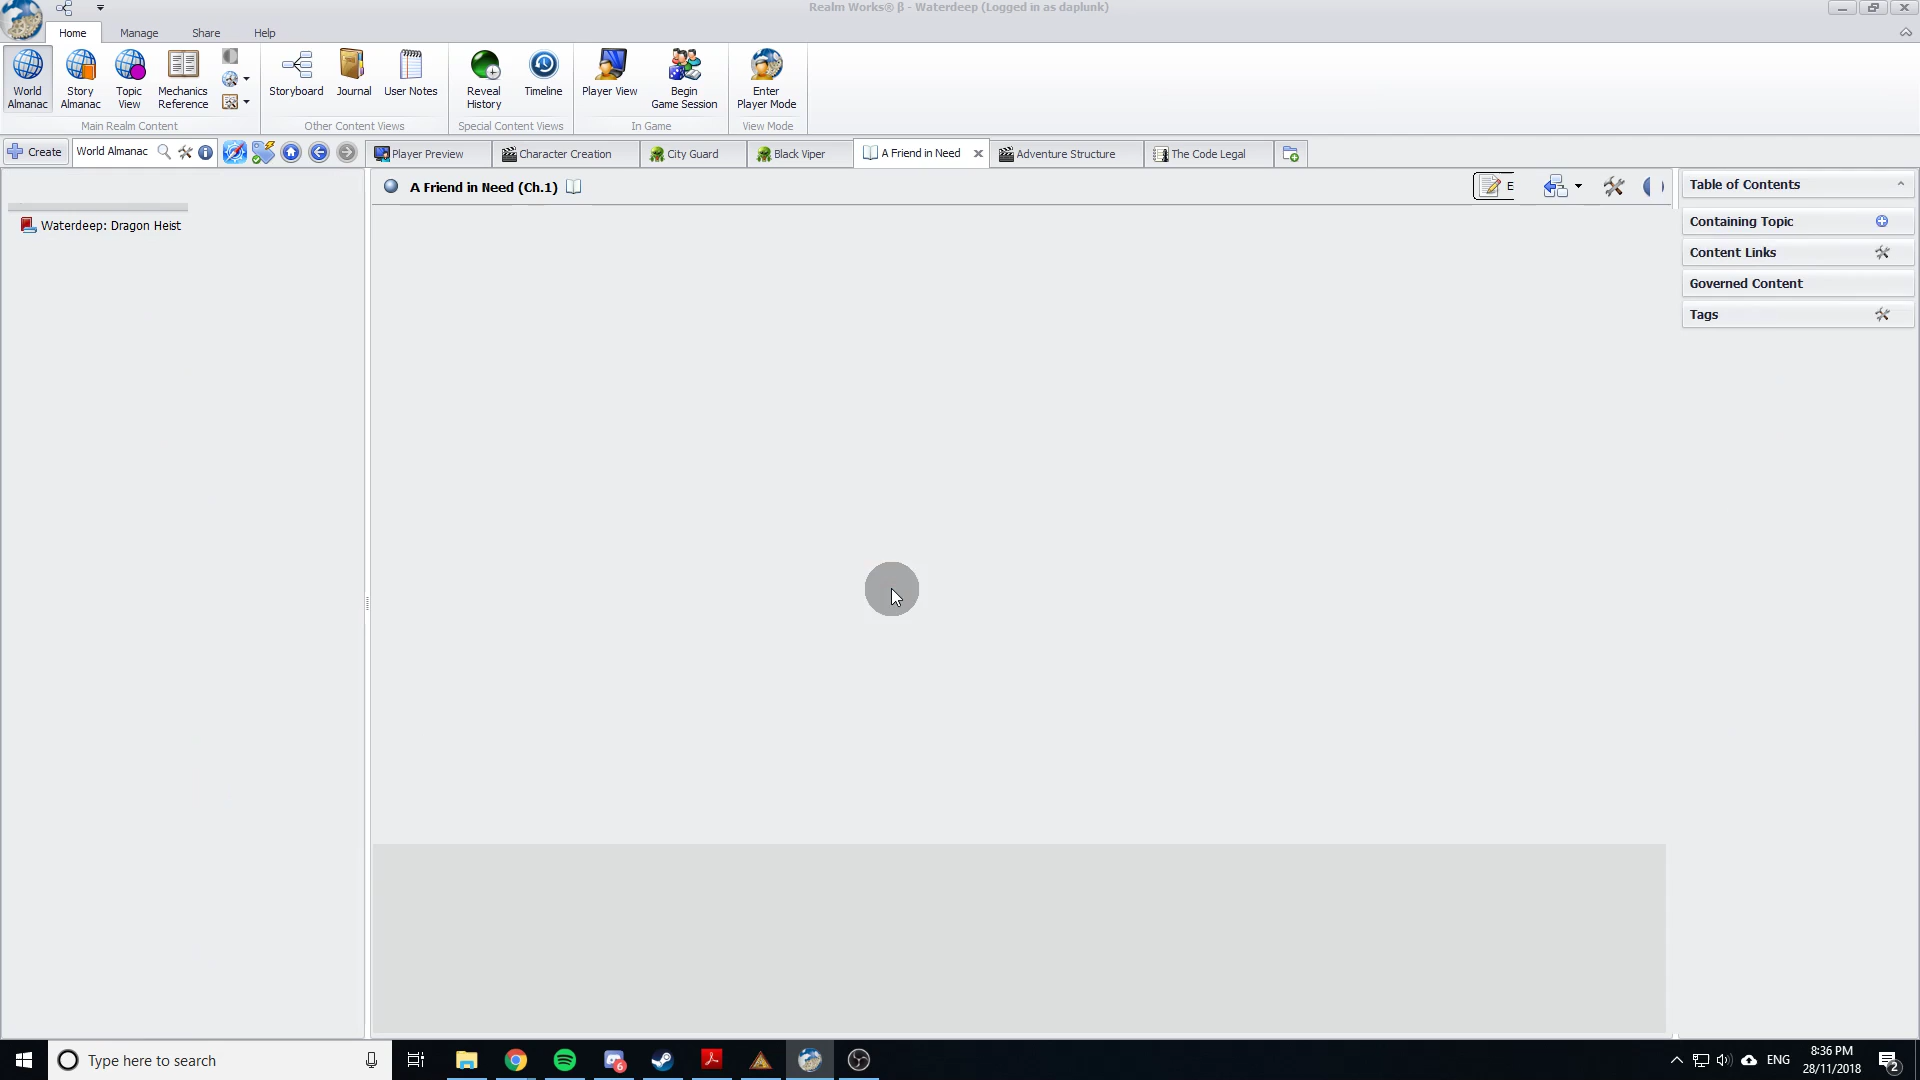 Realm Works® β - Waterdeep (Logged in as daplunk)
Home Manage Share Help
World Almanac
Story Almanac
Topic View
Mechanics Reference
Main Realm Content
Storyboard
Journal
User Notes
Other Content Views
Reveal History
Timeline
Special Content Views
Player View
Begin Game Session
In Game
Enter Player Mode
View Mode
Create World Almanac
Player Preview Character Creation City Guard Black Viper A Friend in Need Adventure Structure The Code Legal
Waterdeep: Dragon Heist
A Friend in Need (Ch.1)
E
Table of Contents
Containing Topic
Content Links
Governed Content
Tags
Type here to search
6
ENG
8:36 PM
28/11/2018
2